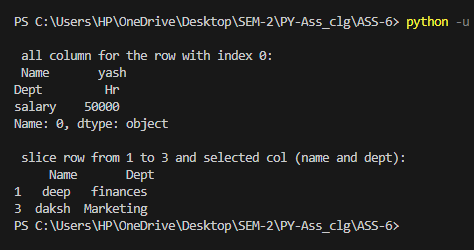 PS C:\Users\HP\OneDrive\Desktop\SEM-2\PY-Ass_clg\ASS-6> python -u
all column for the row with index 0:
Name       yash
Dept         Hr
salary    50000
Name: 0, dtype: object
slice row from 1 to 3 and selected col (name and dept):
    Name       Dept
1   deep   finances
3  daksh  Marketing
PS C:\Users\HP\OneDrive\Desktop\SEM-2\PY-Ass_clg\ASS-6>